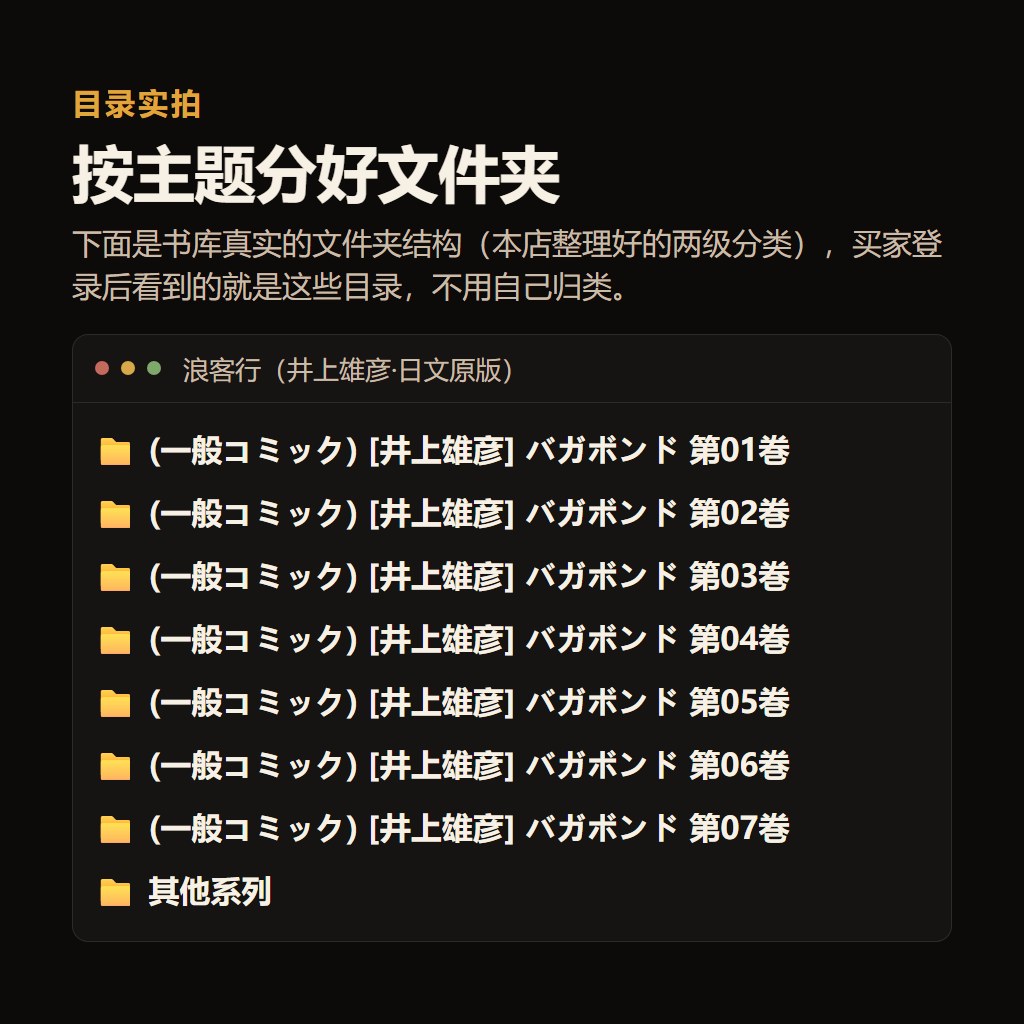 目录实拍
按主题分好文件夹
下面是书库真实的文件夹结构（本店整理好的两级分类），买家登
录后看到的就是这些目录，不用自己归类。
浪客行（井上雄彦·日文原版）
(一般コミック) [井上雄彦] バガボンド 第01巻
(一般コミック) [井上雄彦] バガボンド 第02巻
(一般コミック) [井上雄彦] バガボンド 第03巻
(一般コミック) [井上雄彦] バガボンド 第04巻
(一般コミック) [井上雄彦] バガボンド 第05巻
(一般コミック) [井上雄彦] バガボンド 第06巻
(一般コミック) [井上雄彦] バガボンド 第07巻
其他系列